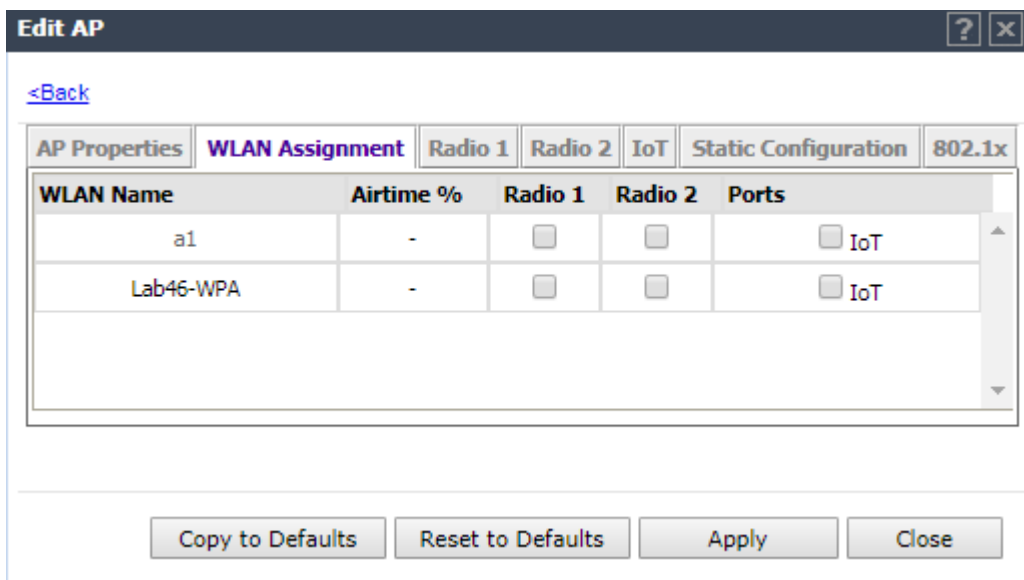 Edit AP ? x
<Back
AP Properties WLAN Assignment Radio 1 Radio 2 IoT Static Configuration 802.1x
WLAN Name Airtime % Radio 1 Radio 2 Ports
a1 - IoT
Lab46-WPA - IoT
Copy to Defaults Reset to Defaults Apply Close